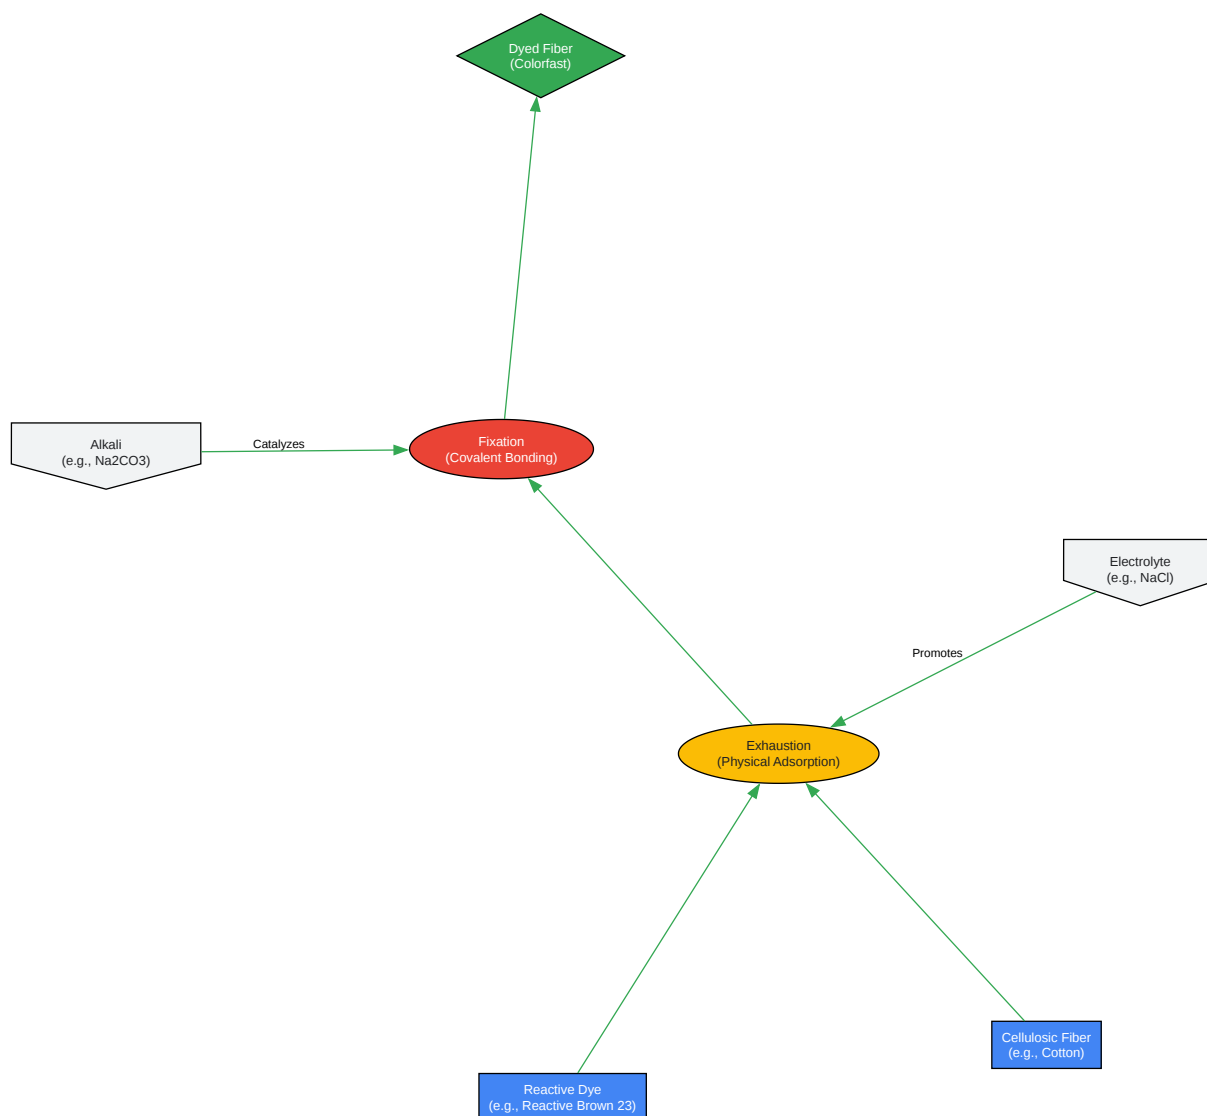 Dyed Fiber
(Colorfast)
Alkali
(e.g., Na2CO3)
Catalyzes
Fixation
(Covalent Bonding)
Electrolyte
(e.g., NaCl)
Promotes
Exhaustion
(Physical Adsorption)
Cellulosic Fiber
(e.g., Cotton)
Reactive Dye
(e.g., Reactive Brown 23)